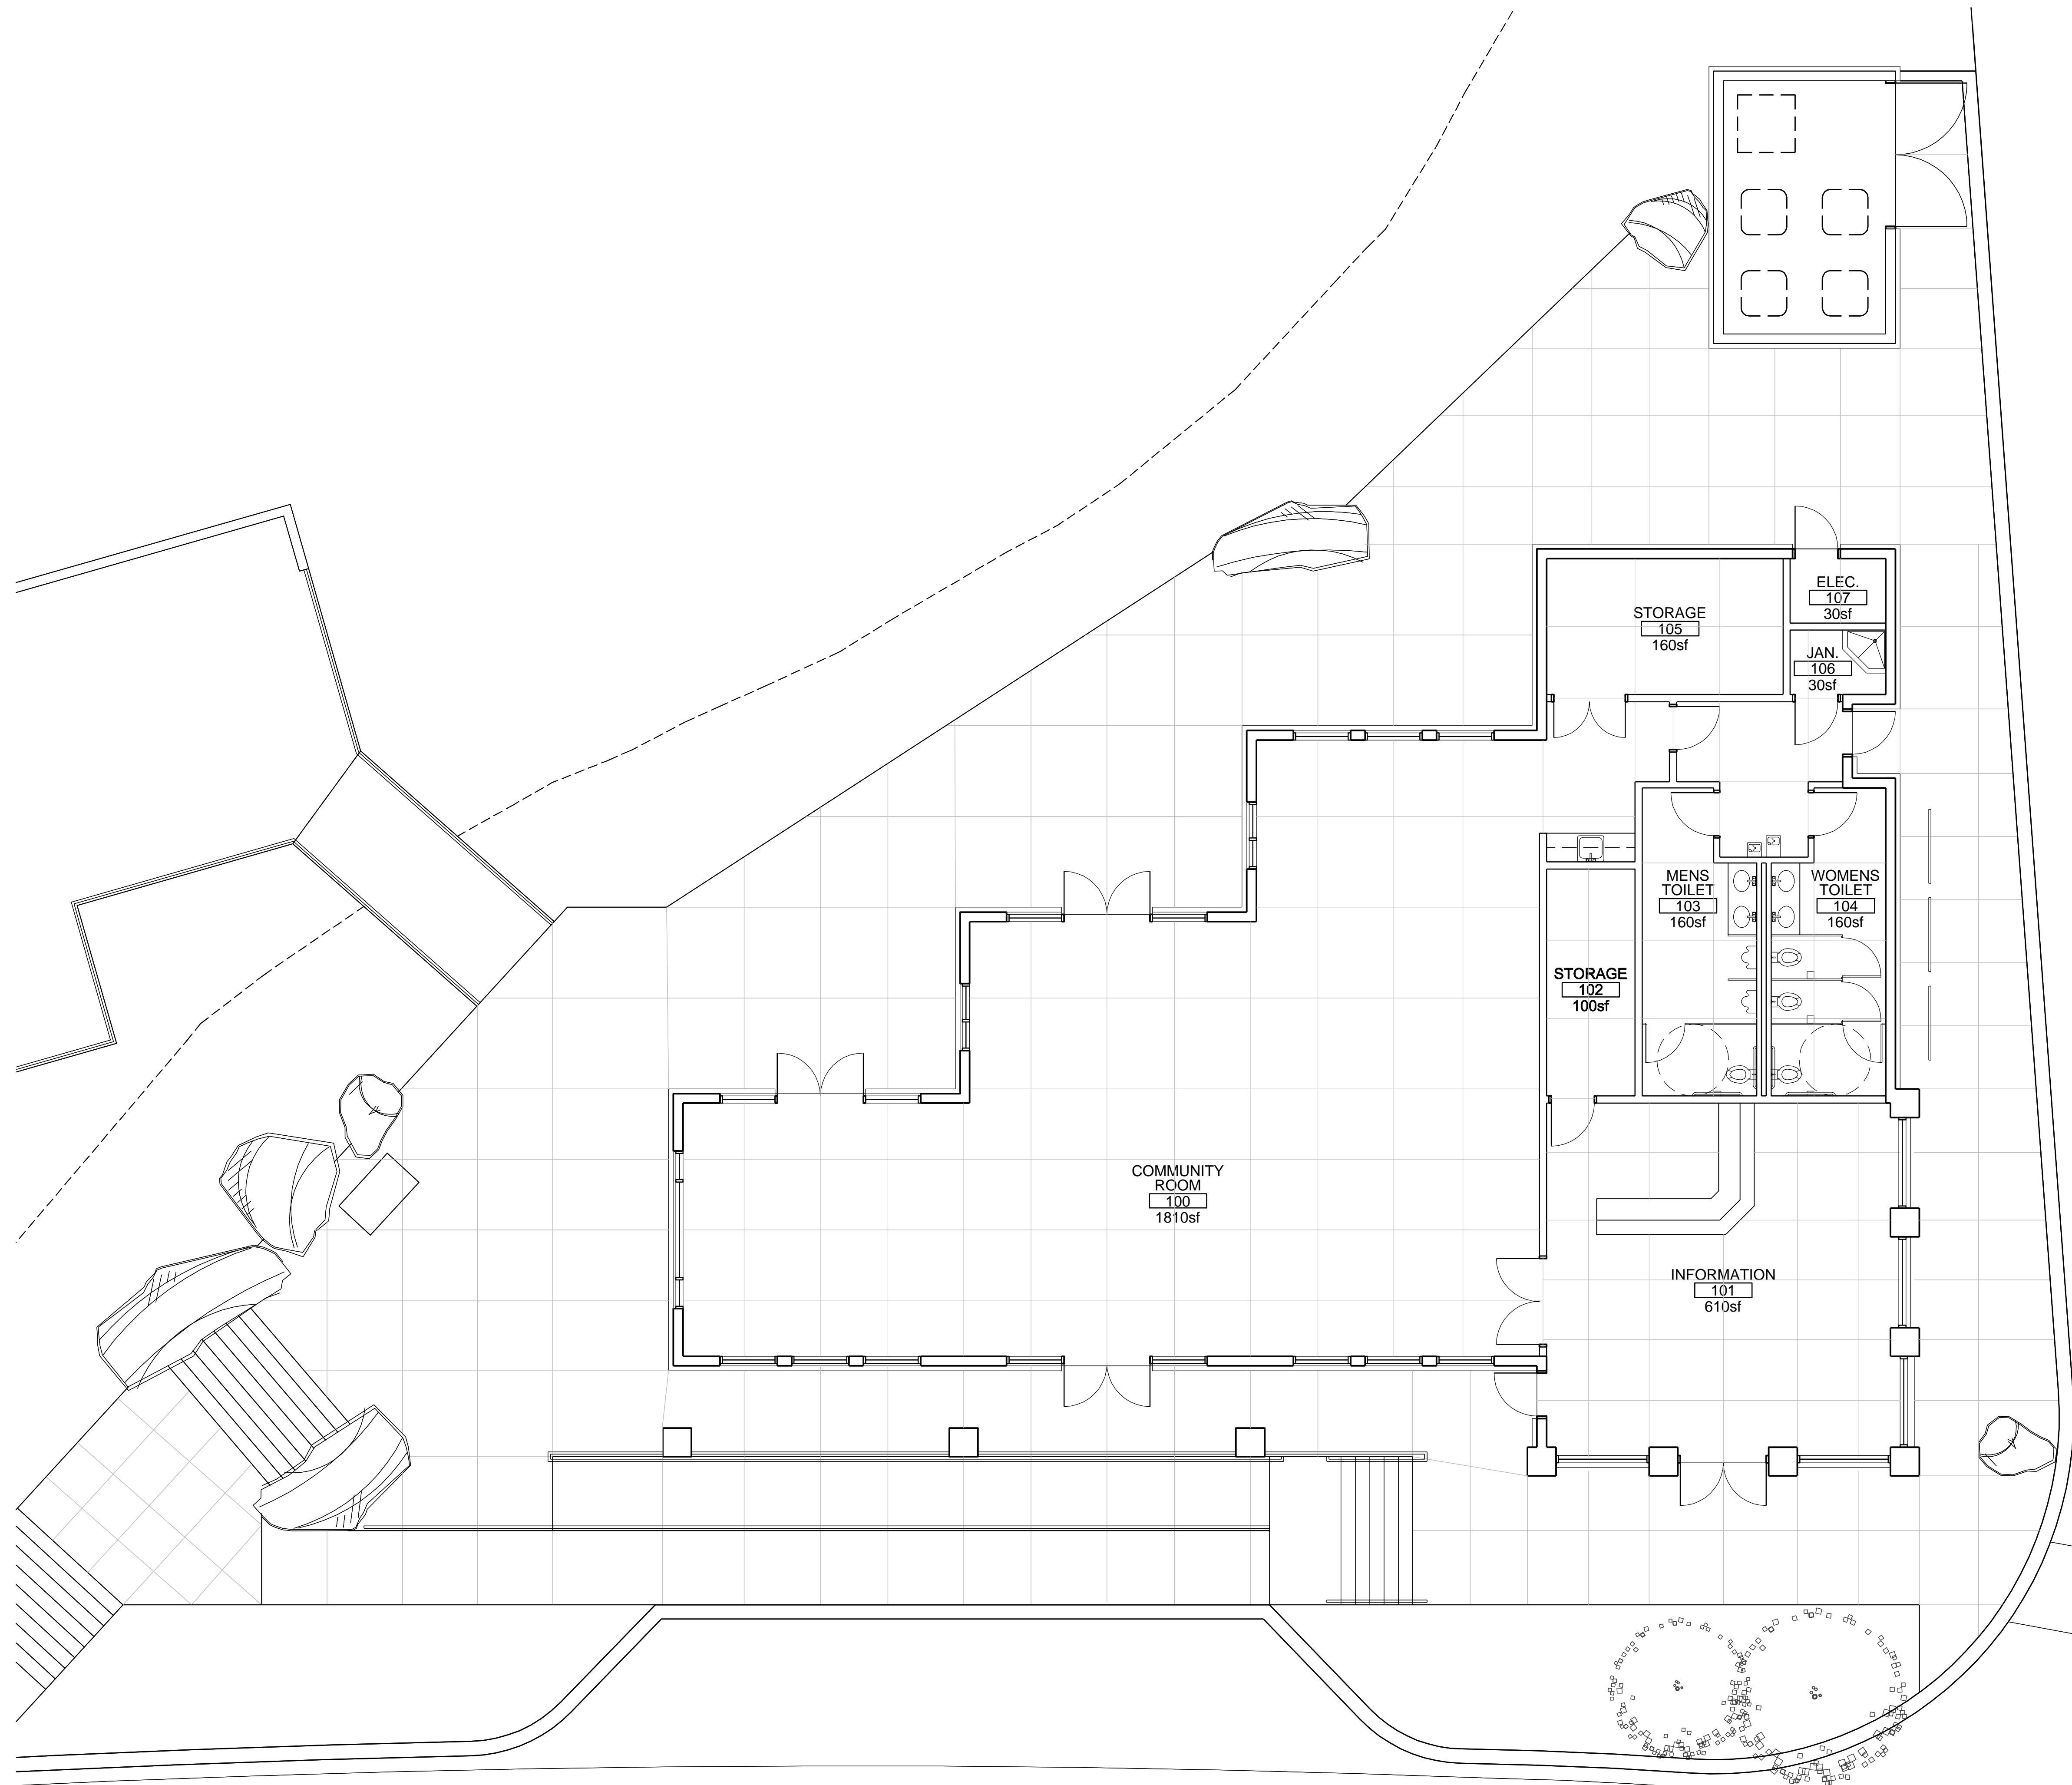 ELEC.
107
30sf
STORAGE
105
160sf
JAN.
106
30sf
MENS
TOILET
103
160sf
WOMENS
TOILET
104
160sf
STORAGE
102
100sf
COMMUNITY
ROOM
100
1810sf
INFORMATION
101
610sf